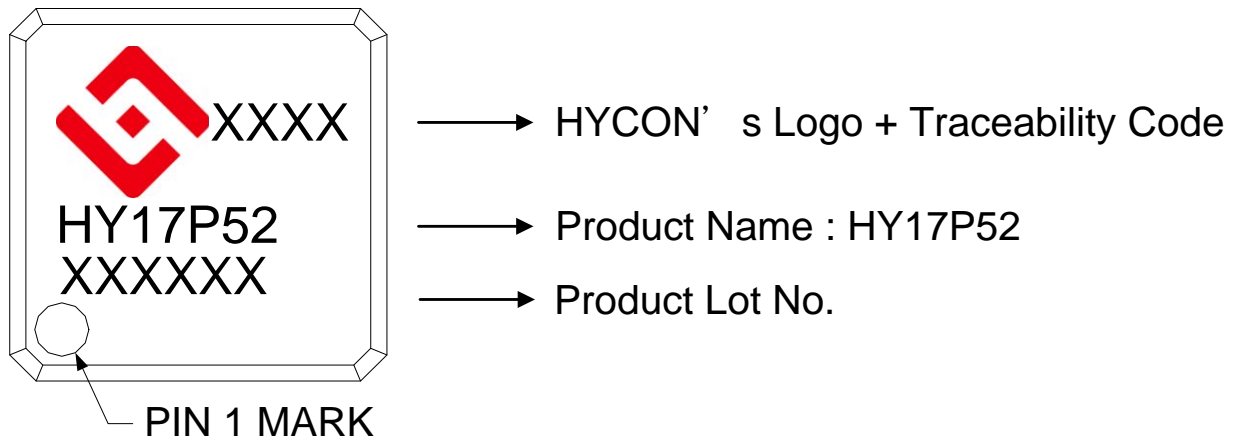 XXXX HYCON’ s Logo + Traceability Code
HY17P52 Product Name : HY17P52
XXXXXX Product Lot No.
PIN 1 MARK